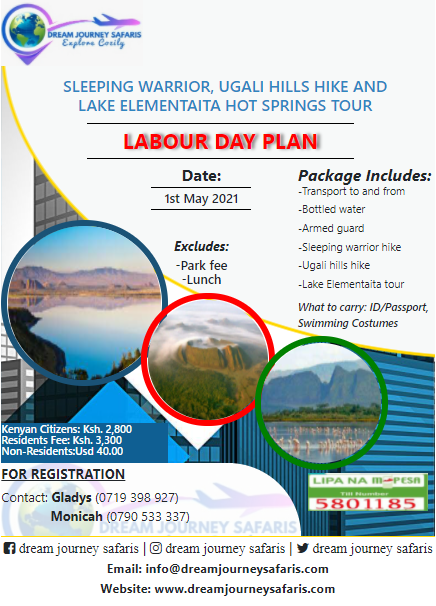 DREAM JOURNEY SAFARIS
Explore Cosily
SLEEPING WARRIOR, UGALI HILLS HIKE AND
LAKE ELEMENTAITA HOT SPRINGS TOUR
LABOUR DAY PLAN
Date:
1st May 2021
Excludes:
-Park fee
-Lunch
Package Includes:
-Transport to and from
-Bottled water
-Armed guard
-Sleeping warrior hike
-Ugali hills hike
-Lake Elementaita tour
What to carry: ID/Passport,
Swimming Costumes
Kenyan Citizens: Ksh. 2,800
Residents Fee: Ksh. 3,300
Non-Residents:Usd 40.00
FOR REGISTRATION
Contact: Gladys (0719 398 927)
Monicah (0790 533 337)
DREAM JOURNEY SAFARIS
LIPA NA M-PESA
Till Number
5801185
dream journey safaris | dream journey safaris | dream journey safaris
Email: info@dreamjourneysafaris.com
Website: www.dreamjourneysafaris.com